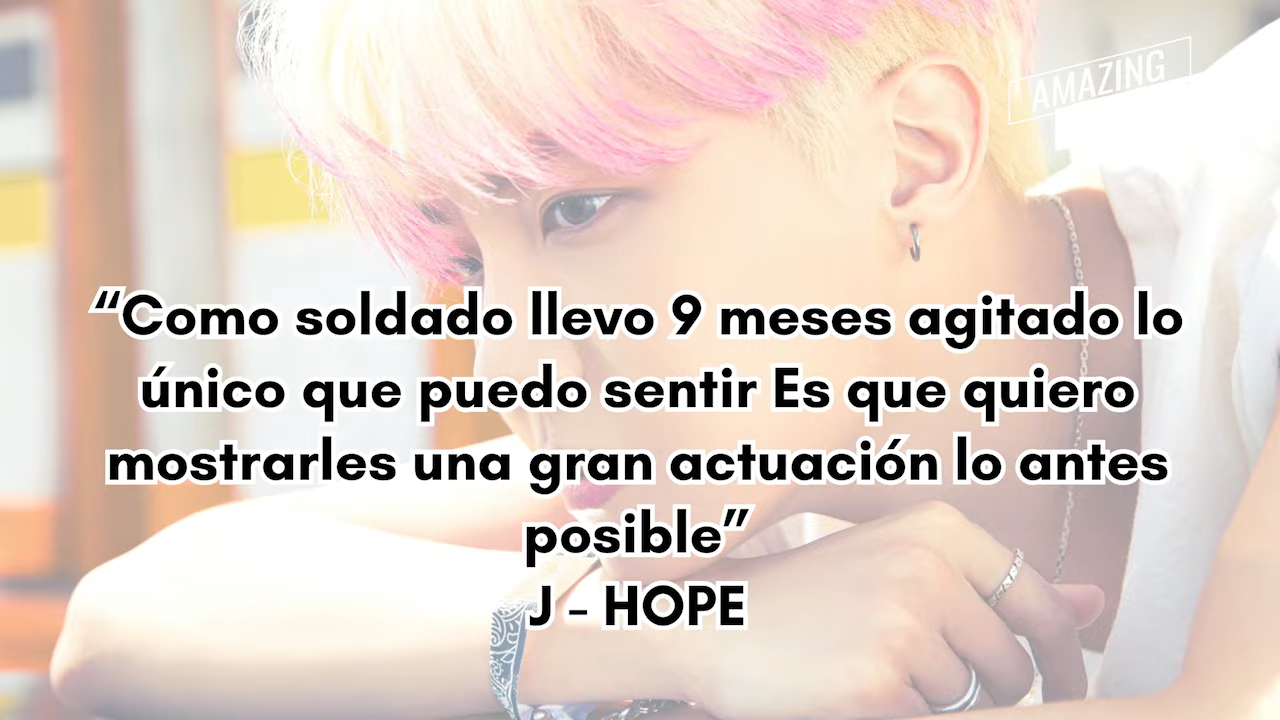 AMAZING
“Como soldado llevo 9 meses agitado lo
único que puedo sentir Es que quiero
mostrarles una gran actuación lo antes
posible”
J - HOPE